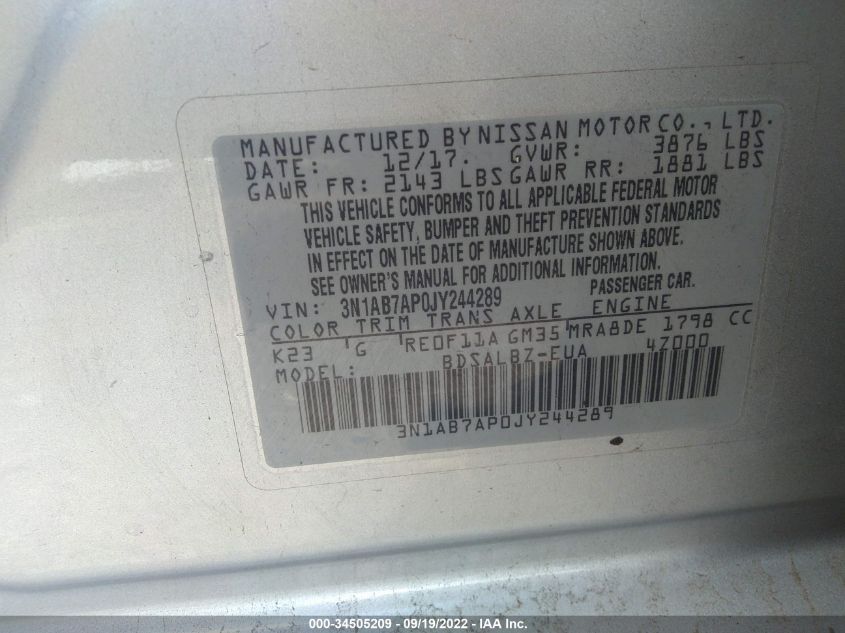 MANUFACTURED BY NISSAN MOTOR CO., LTD.
DATE: 12/17. GVWR: 3876 LBS
GAWR FR: 2143 LBS GAWR RR: 1881 LBS
THIS VEHICLE CONFORMS TO ALL APPLICABLE FEDERAL MOTOR
VEHICLE SAFETY, BUMPER AND THEFT PREVENTION STANDARDS
IN EFFECT ON THE DATE OF MANUFACTURE SHOWN ABOVE.
SEE OWNER'S MANUAL FOR ADDITIONAL INFORMATION.
VIN: 3N1AB7AP0JY244289 PASSENGER CAR.
COLOR TRIM TRANS AXLE ENGINE
K23 G RE0F11A GM35 MRA8DE 1798 CC
MODEL: BDSALBZ-EUA 4Z000
3N1AB7AP0JY244289
000-34505209 - 09/19/2022 - IAA Inc.